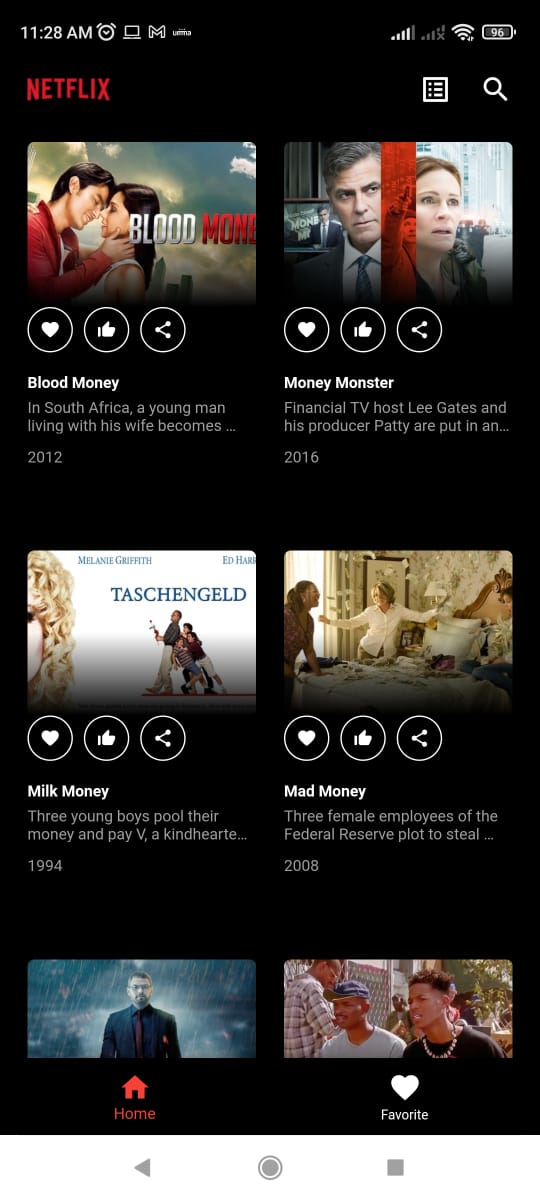 11:28 AM
96
NETFLIX
BLOOD MONE
Blood Money
In South Africa, a young man
living with his wife becomes ...
2012
MONE
Money Monster
Financial TV host Lee Gates and
his producer Patty are put in an...
2016
MELANIE GRIFFITH ED HARR
TASCHENGELD
Milk Money
Three young boys pool their
money and pay V, a kindhearte...
1994
Mad Money
Three female employees of the
Federal Reserve plot to steal ...
2008
Home
Favorite